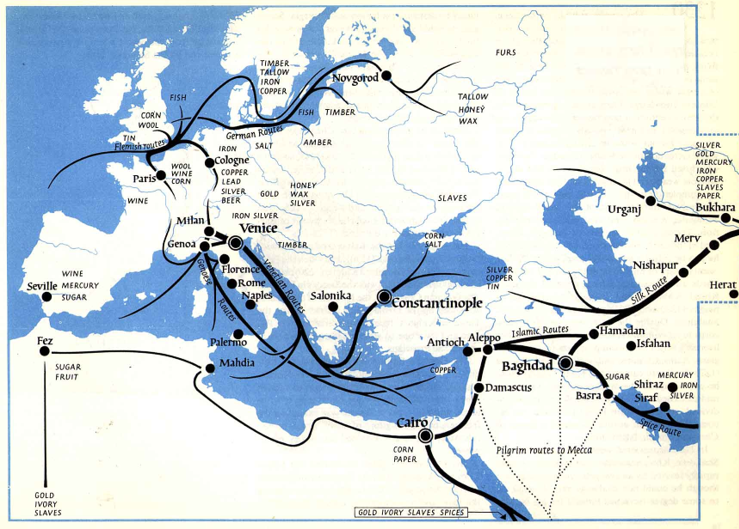 FURS
TIMBER
TALLOW
IRON
COPPER
Novgorod
FISH
TALLOW
HONEY
WAX
CORN
WOOL
FISH
TIMBER
TIN
Flemish routes
German Routes
SALT
AMBER
IRON
Cologne
COPPER
LEAD
SILVER
BEER
WOOL
WINE
CORN
Paris
WINE
GOLD
HONEY
WAX
SILVER
SLAVES
SILVER
GOLD
MERCURY
IRON
COPPER
SLAVES
PAPER
Urganj
Bukhara
Milan
IRON SILVER
Venice
Genoa
TIMBER
CORN
SALT
Merv
Florence
Rome
Naples
Genoese
Routes
Venetian Routes
Nishapur
SILVER
COPPER
TIN
Silk Route
Herat
WINE
MERCURY
SUGAR
Seville
Salonika
Constantinople
Palermo
Mahdia
Antioch
Aleppo
Islamic Routes
Hamadan
Isfahan
Fez
SUGAR
FRUIT
COPPER
Baghdad
SUGAR
MERCURY
Shiraz
IRON
SILVER
Damascus
Basra
Siraf
Spice Route
Cairo
CORN
PAPER
Pilgrim routes to Mecca
GOLD
IVORY
SLAVES
GOLD IVORY SLAVES SPICES